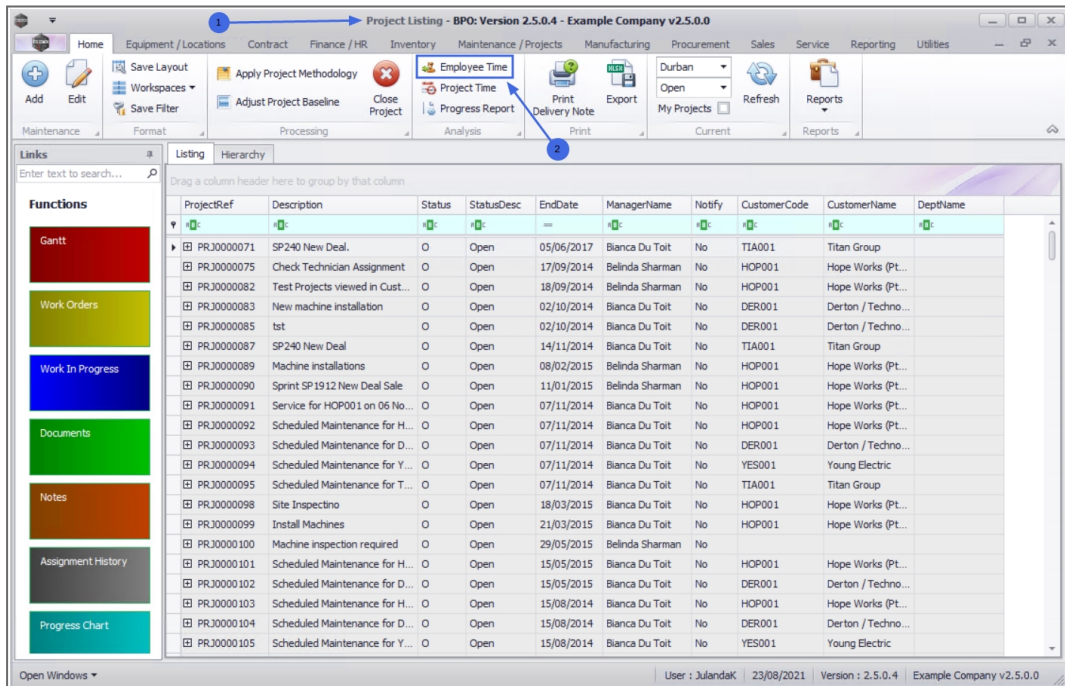 1
Project Listing - BPO: Version 2.5.0.4 - Example Company v2.5.0.0
Home Equipment / Locations Contract Finance / HR Inventory Maintenance / Projects Manufacturing Procurement Sales Service Reporting Utilities
Add Edit
Save Layout
Workspaces
Save Filter
Apply Project Methodology
Adjust Project Baseline
Close Project
Employee Time
Project Time
Progress Report
Print Delivery Note
Export
Durban
Open
My Projects
Refresh
Reports
Maintenance Format Processing Analysis Print Current Reports
2
Links
Listing Hierarchy
Enter text to search...
Drag a column header here to group by that column
Functions
Gantt
Work Orders
Work In Progress
Documents
Notes
Assignment History
Progress Chart
ProjectRef Description Status StatusDesc EndDate ManagerName Notify CustomerCode CustomerName DeptName
PRJ0000071 SP240 New Deal. O Open 05/06/2017 Bianca Du Toit No TIA001 Titan Group
PRJ0000075 Check Technician Assignment O Open 17/09/2014 Belinda Sharman No HOP001 Hope Works (Pt...
PRJ0000082 Test Projects viewed in Cust... O Open 18/09/2014 Belinda Sharman No HOP001 Hope Works (Pt...
PRJ0000083 New machine installation O Open 02/10/2014 Bianca Du Toit No DER001 Derton / Techno...
PRJ0000085 tst O Open 02/10/2014 Bianca Du Toit No DER001 Derton / Techno...
PRJ0000087 SP240 New Deal O Open 14/11/2014 Bianca Du Toit No TIA001 Titan Group
PRJ0000089 Machine installations O Open 08/02/2015 Belinda Sharman No HOP001 Hope Works (Pt...
PRJ0000090 Sprint SP1912 New Deal Sale O Open 11/01/2015 Belinda Sharman No HOP001 Hope Works (Pt...
PRJ0000091 Service for HOP001 on 06 No... O Open 07/11/2014 Bianca Du Toit No HOP001 Hope Works (Pt...
PRJ0000092 Scheduled Maintenance for H... O Open 07/11/2014 Bianca Du Toit No HOP001 Hope Works (Pt...
PRJ0000093 Scheduled Maintenance for D... O Open 07/11/2014 Bianca Du Toit No DER001 Derton / Techno...
PRJ0000094 Scheduled Maintenance for Y... O Open 07/11/2014 Bianca Du Toit No YES001 Young Electric
PRJ0000095 Scheduled Maintenance for T... O Open 07/11/2014 Bianca Du Toit No TIA001 Titan Group
PRJ0000098 Site Inspectino O Open 18/03/2015 Bianca Du Toit No HOP001 Hope Works (Pt...
PRJ0000099 Install Machines O Open 21/03/2015 Bianca Du Toit No HOP001 Hope Works (Pt...
PRJ0000100 Machine inspection required O Open 29/05/2015 Belinda Sharman No
PRJ0000101 Scheduled Maintenance for H... O Open 15/05/2015 Bianca Du Toit No HOP001 Hope Works (Pt...
PRJ0000102 Scheduled Maintenance for D... O Open 15/05/2015 Bianca Du Toit No DER001 Derton / Techno...
PRJ0000103 Scheduled Maintenance for H... O Open 15/08/2014 Bianca Du Toit No HOP001 Hope Works (Pt...
PRJ0000104 Scheduled Maintenance for D... O Open 15/08/2014 Bianca Du Toit No DER001 Derton / Techno...
PRJ0000105 Scheduled Maintenance for Y... O Open 15/08/2014 Bianca Du Toit No YES001 Young Electric
Open Windows User : JulandaK 23/08/2021 Version : 2.5.0.4 Example Company v2.5.0.0